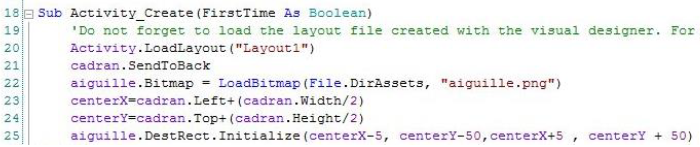 18 Sub Activity_Create(FirstTime As Boolean)
19 'Do not forget to load the layout file created with the visual designer. For
20 Activity.LoadLayout("Layout1")
21 cadran.SendToBack
22 aiguille.Bitmap = LoadBitmap(File.DirAssets, "aiguille.png")
23 centerX=cadran.Left+(cadran.Width/2)
24 centerY=cadran.Top+(cadran.Height/2)
25 aiguille.DestRect.Initialize(centerX-5, centerY-50,centerX+5 , centerY + 50)